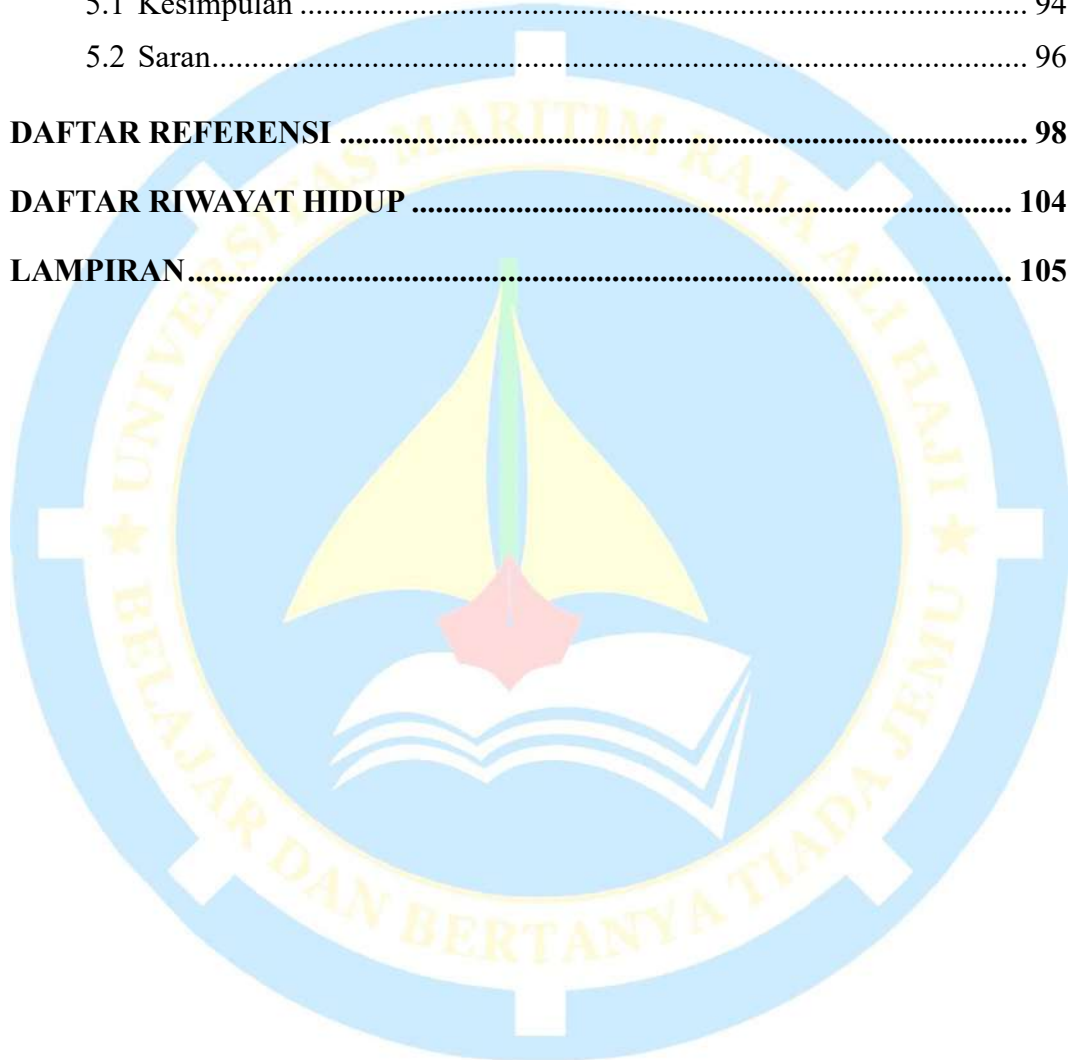 5.1 Kesimpulan ........................................................................................... 94
5.2 Saran....................................................................................................... 96
DAFTAR REFERENSI ....................................................................................... 98
DAFTAR RIWAYAT HIDUP ............................................................................ 104
LAMPIRAN........................................................................................................ 105
UNIVERSITAS MARITIM RAJA ALI HAJI
BELAJAR DAN BERTANYA TIADA JEMU